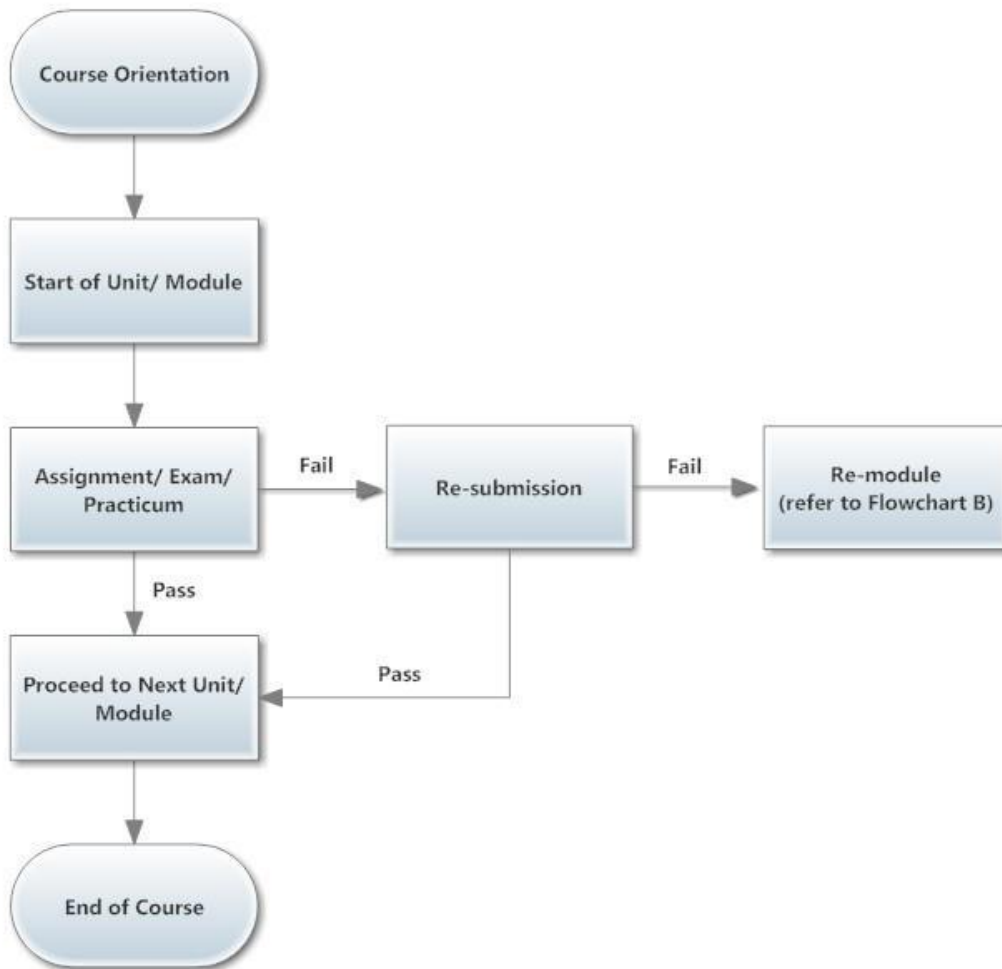 Course Orientation
Start of Unit/ Module
Assignment/ Exam/
Practicum
Fail
Re-submission
Fail
Re-module
(refer to Flowchart B)
Pass
Proceed to Next Unit/
Module
Pass
End of Course